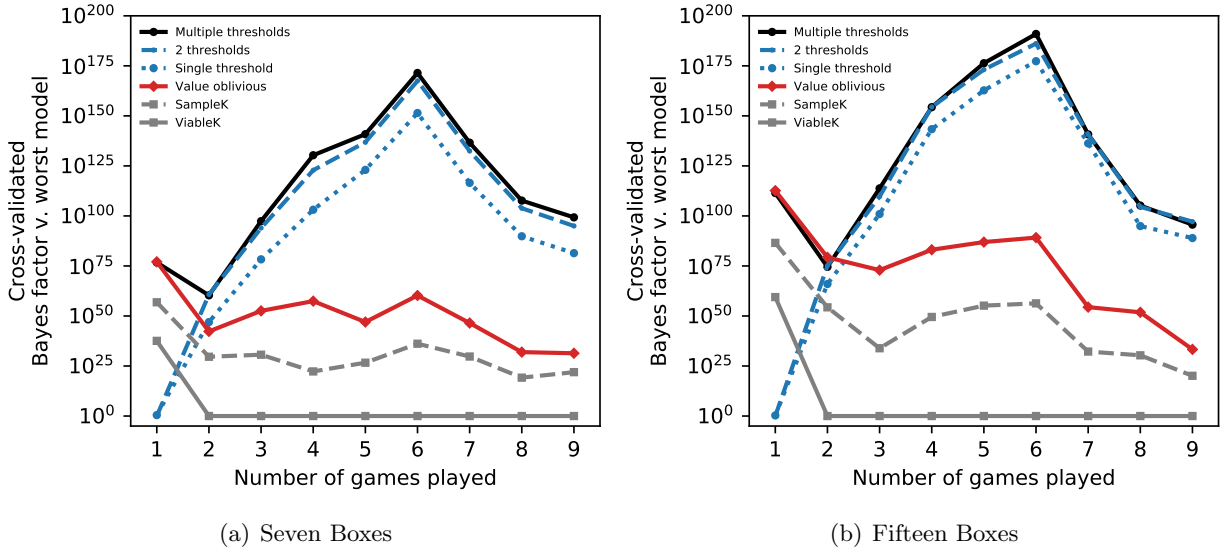 Cross-validated
Bayes factor v. worst model
10^200
10^175
10^150
10^125
10^100
10^75
10^50
10^25
10^0
Multiple thresholds
2 thresholds
Single threshold
Value oblivious
SampleK
ViableK
1 2 3 4 5 6 7 8 9
Number of games played
(a) Seven Boxes
Cross-validated
Bayes factor v. worst model
10^200
10^175
10^150
10^125
10^100
10^75
10^50
10^25
10^0
Multiple thresholds
2 thresholds
Single threshold
Value oblivious
SampleK
ViableK
1 2 3 4 5 6 7 8 9
Number of games played
(b) Fifteen Boxes